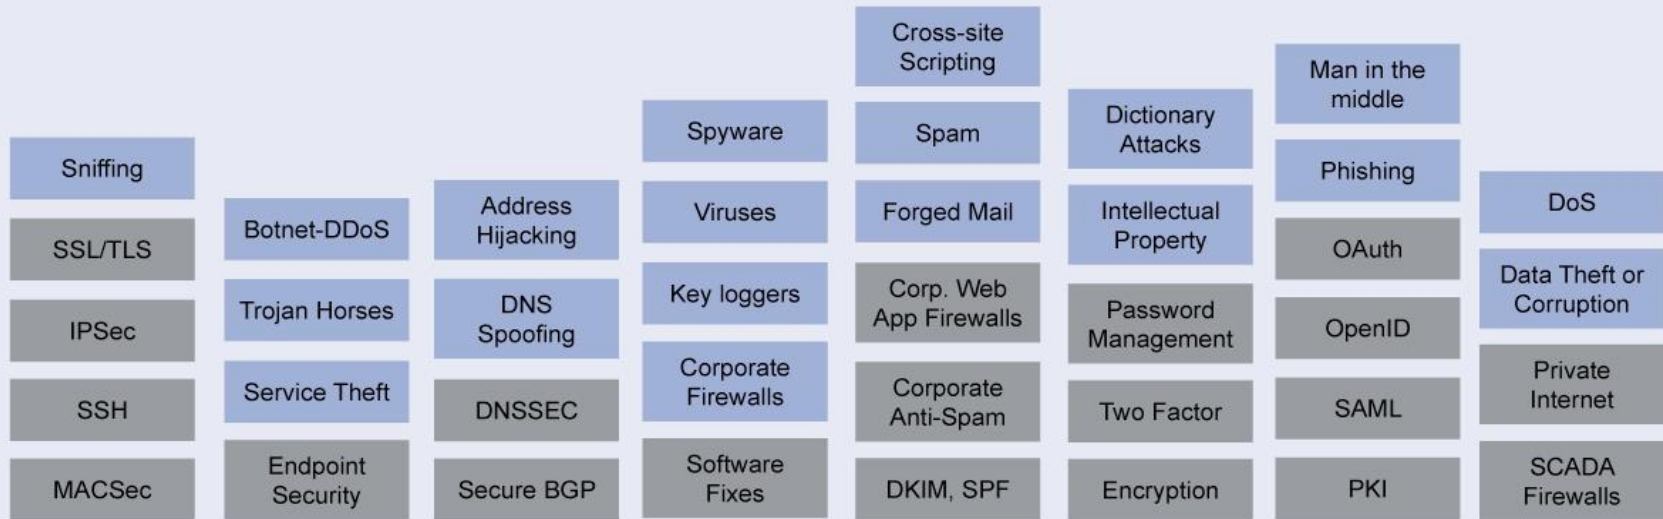 Sniffing
SSL/TLS
IPSec
SSH
MACSec
Botnet-DDoS
Trojan Horses
Service Theft
Endpoint
Security
Address
Hijacking
DNS
Spoofing
DNSSEC
Secure BGP
Spyware
Viruses
Key loggers
Corporate
Firewalls
Software
Fixes
Cross-site
Scripting
Spam
Forged Mail
Corp. Web
App Firewalls
Corporate
Anti-Spam
DKIM, SPF
Dictionary
Attacks
Intellectual
Property
Password
Management
Two Factor
Encryption
Man in the
middle
Phishing
OAuth
OpenID
SAML
PKI
DoS
Data Theft or
Corruption
Private
Internet
SCADA
Firewalls